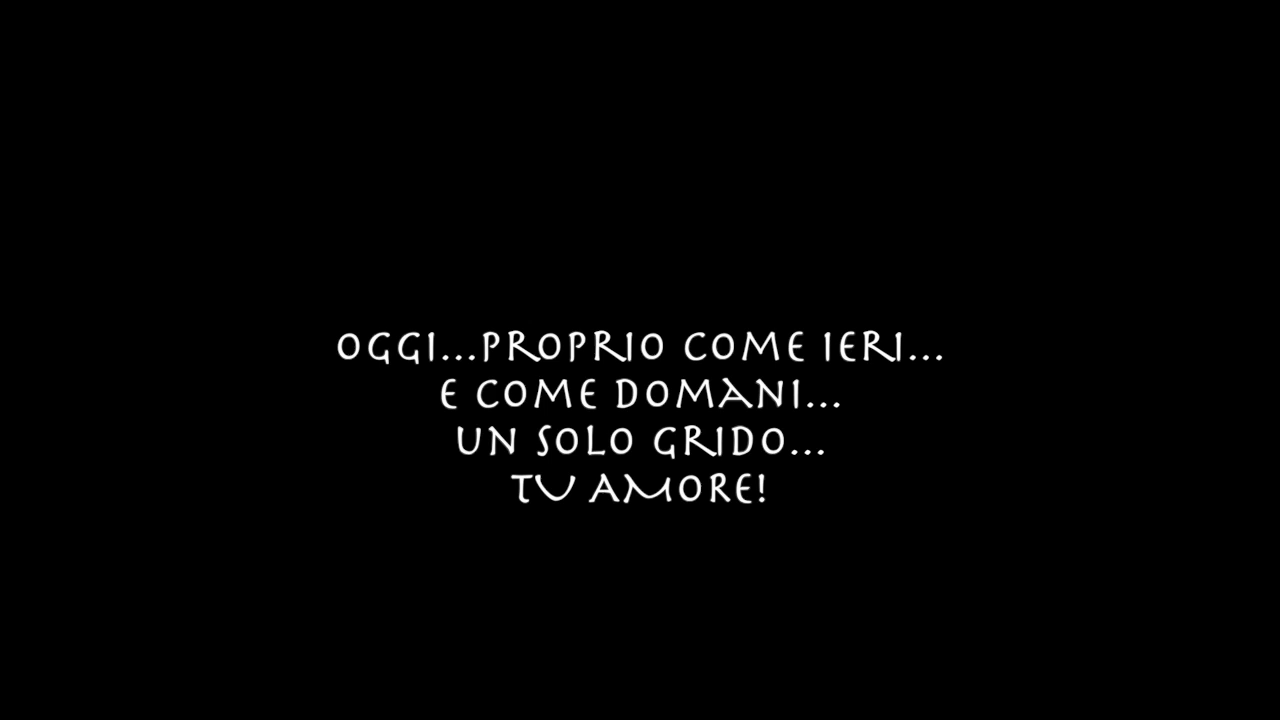 OGGI...PROPRIO COME IERI...
E COME DOMANI...
UN SOLO GRIDO...
TU AMORE!